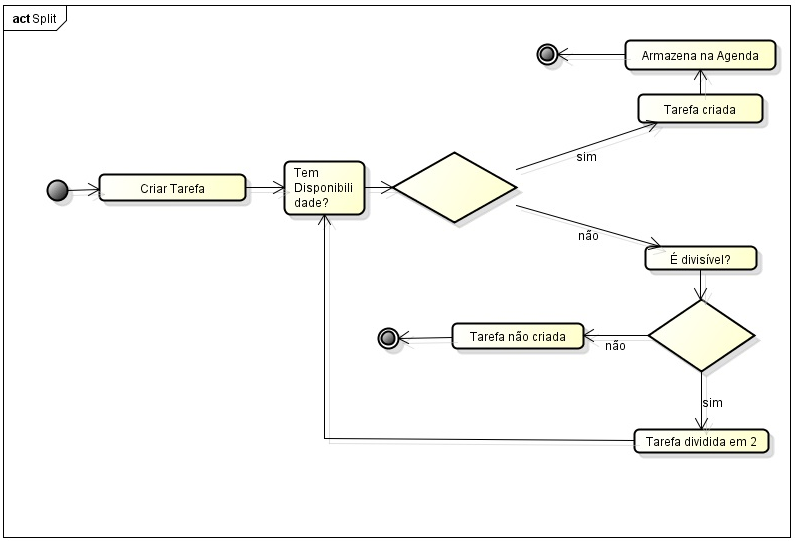 act Split
Armazena na Agenda
Tarefa criada
sim
Criar Tarefa
Tem
Disponibili
dade?
não
É divisível?
Tarefa não criada
não
sim
Tarefa dividida em 2